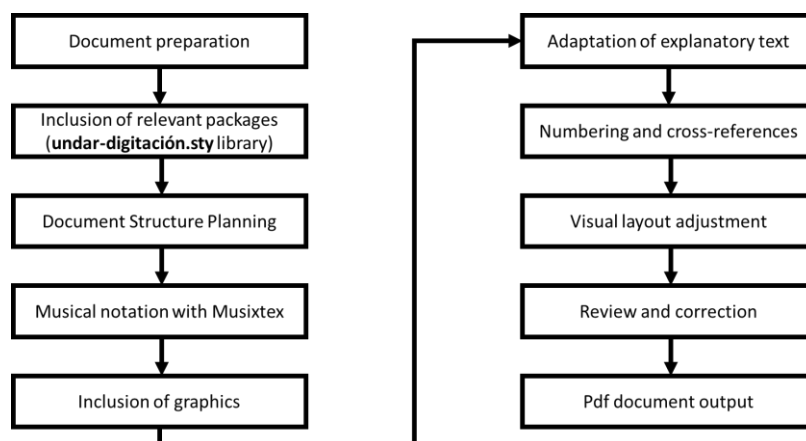 Document preparation
Inclusion of relevant packages
(undar-digitación.sty library)
Document Structure Planning
Musical notation with Musixtex
Inclusion of graphics
Adaptation of explanatory text
Numbering and cross-references
Visual layout adjustment
Review and correction
Pdf document output